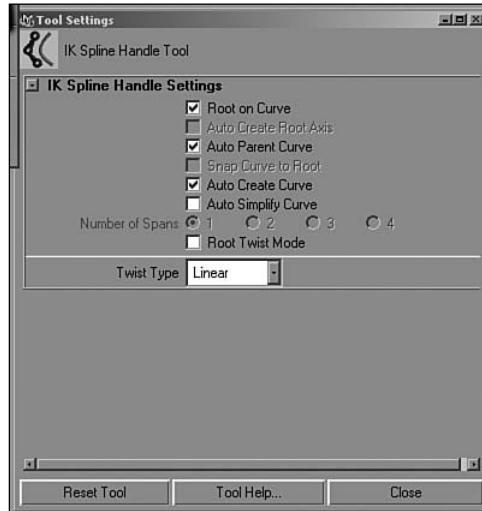 Tool Settings
IK Spline Handle Tool
IK Spline Handle Settings
Root on Curve
Auto Create Root Axis
Auto Parent Curve
Snap Curve to Root
Auto Create Curve
Auto Simplify Curve
Number of Spans 1 2 3 4
Root Twist Mode
Twist Type Linear
Reset Tool Tool Help... Close